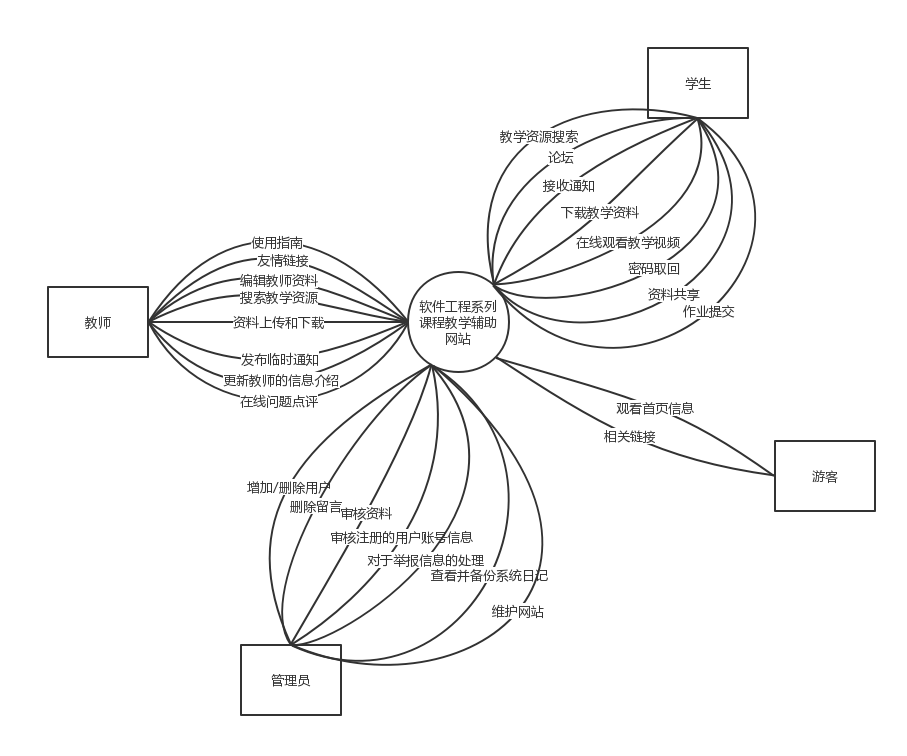 学生
教学资源搜索
论坛
接收通知
下载教学资料
在线观看教学视频
密码取回
资料共享
作业提交
使用指南
友情链接
编辑教师资料
搜索教学资源
资料上传和下载
发布临时通知
更新教师的信息介绍
在线问题点评
教师
软件工程系列
课程教学辅助
网站
观看首页信息
相关链接
游客
增加/删除用户
删除留言
审核资料
审核注册的用户账号信息
对于举报信息的处理
查看并备份系统日记
维护网站
管理员